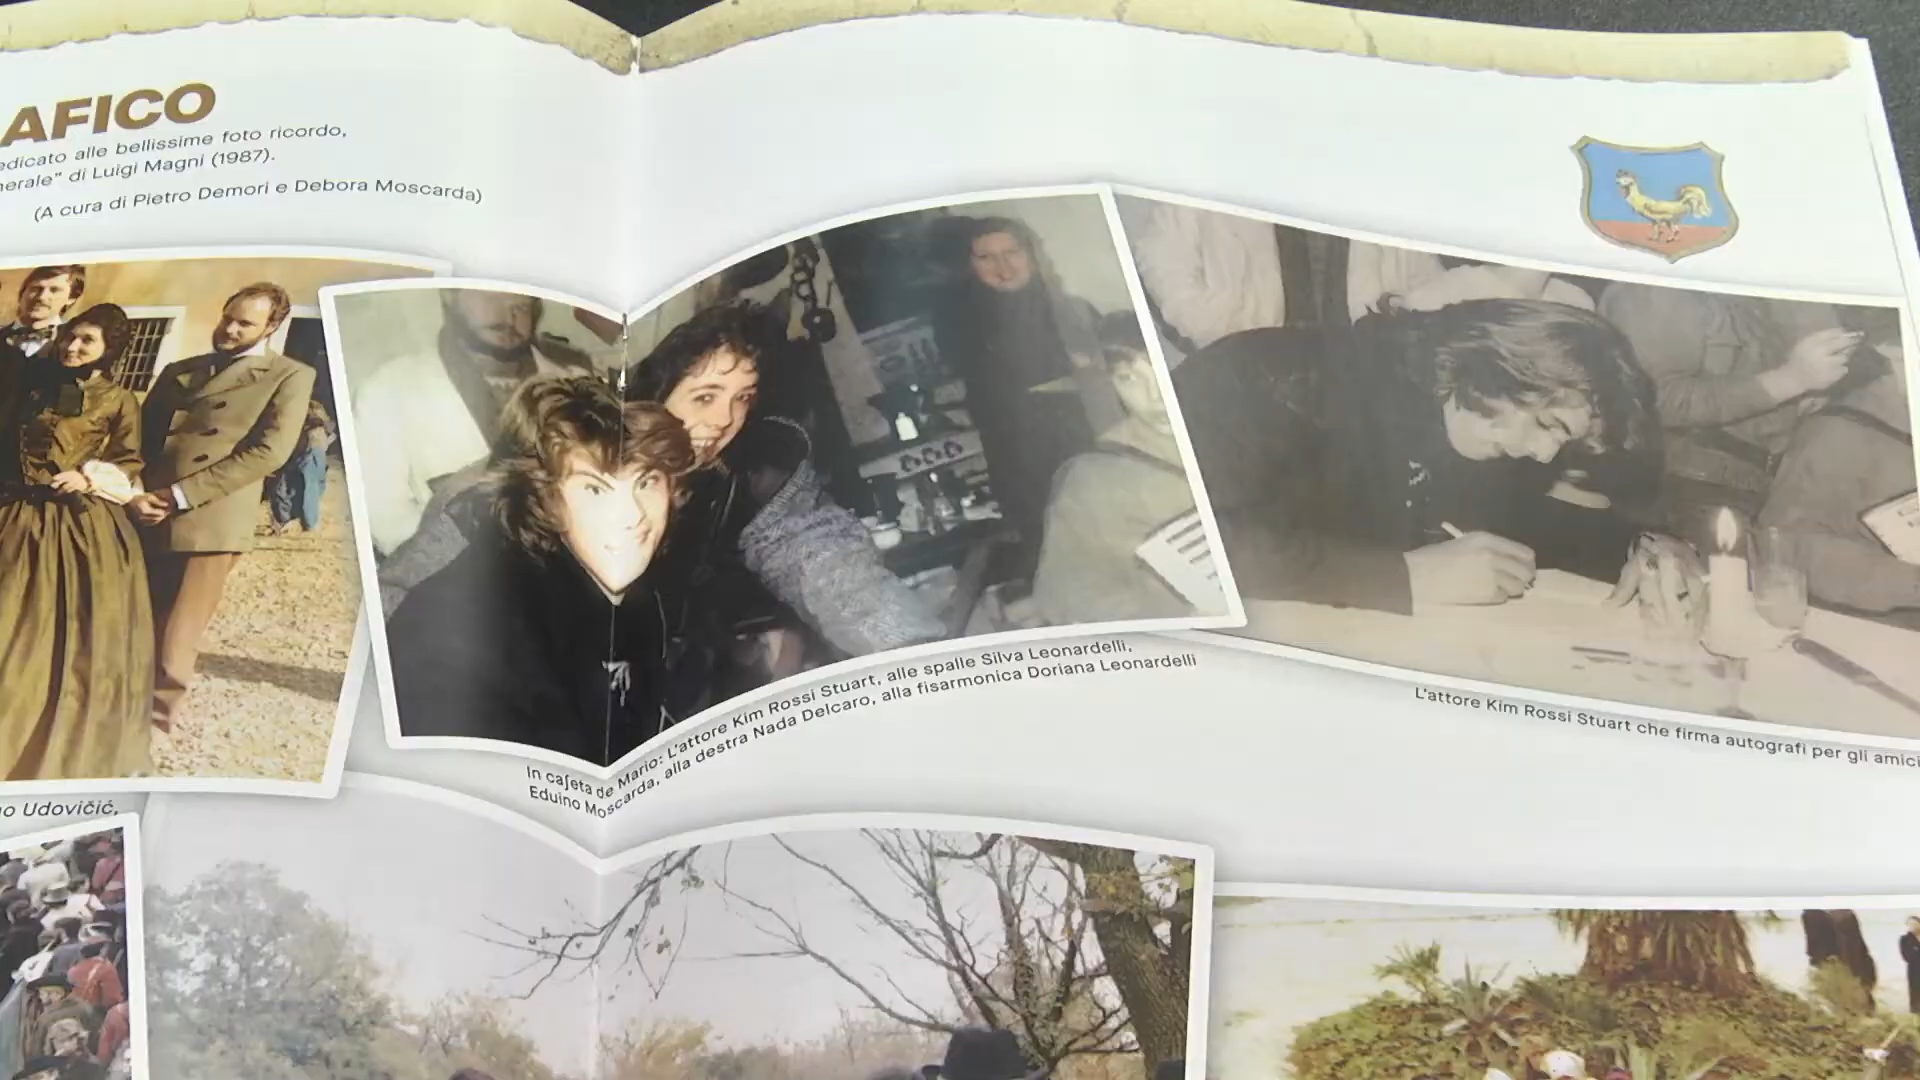 AFICO
edicato alle bellissime foto ricordo,
nerale" di Luigi Magni (1987).
(A cura di Pietro Demori e Debora Moscarda)
In caʃeta de Mario: L'attore Kim Rossi Stuart, alle spalle Silva Leonardelli,
Eduino Moscarda, alla destra Nada Delcaro, alla fisarmonica Doriana Leonardelli
L'attore Kim Rossi Stuart che firma autografi per gli amici
o Udovičić,